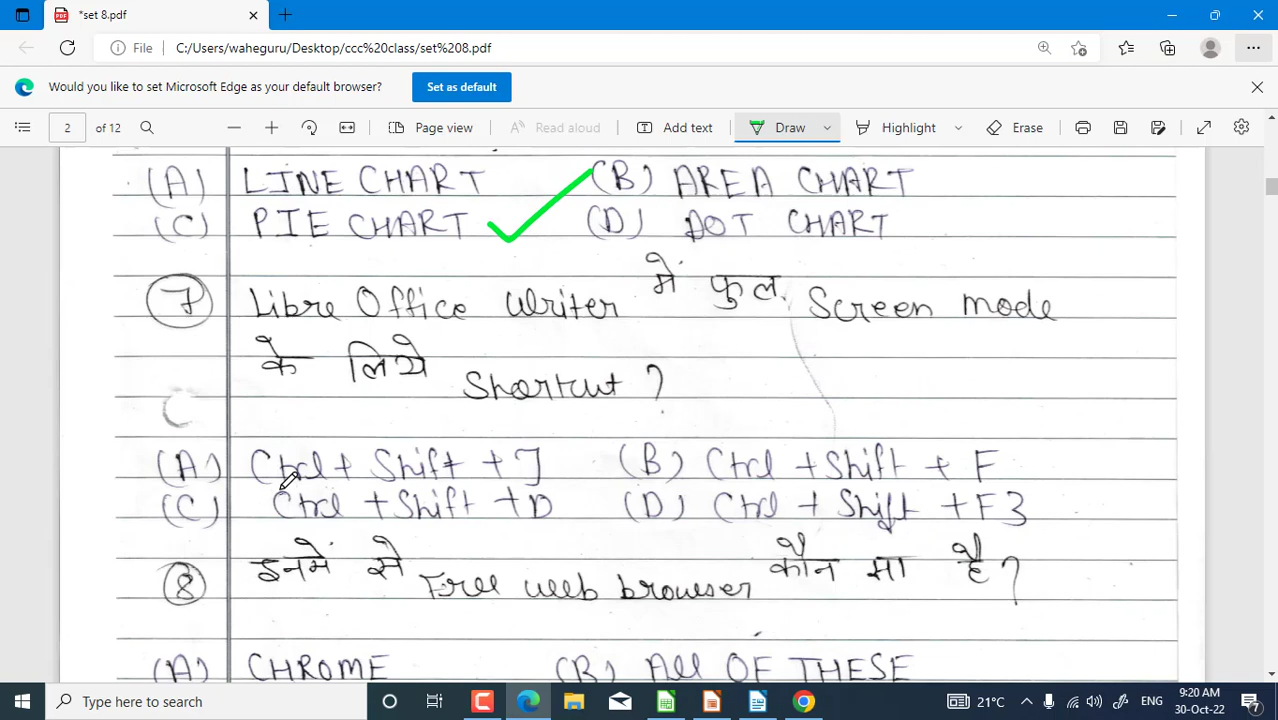 *set 8.pdf
File C:/Users/waheguru/Desktop/ccc%20class/set%208.pdf
Would you like to set Microsoft Edge as your default browser? Set as default
2 of 12 Page view Read aloud Add text Draw Highlight Erase
(A) LINE CHART (B) AREA CHART
(C) PIE CHART (D) DOT CHART
7 Libre Office Writer में फुल Screen mode
के लिये Shortcut ?
(A) Ctrl + Shift + J (B) Ctrl + Shift + F
(C) Ctrl + Shift + D (D) Ctrl + Shift + F3
8 इनमें से Free web browser कौन सा है ?
(A) CHROME (B) All OF THESE
Type here to search 21°C ENG 9:20 AM
30-Oct-22 7